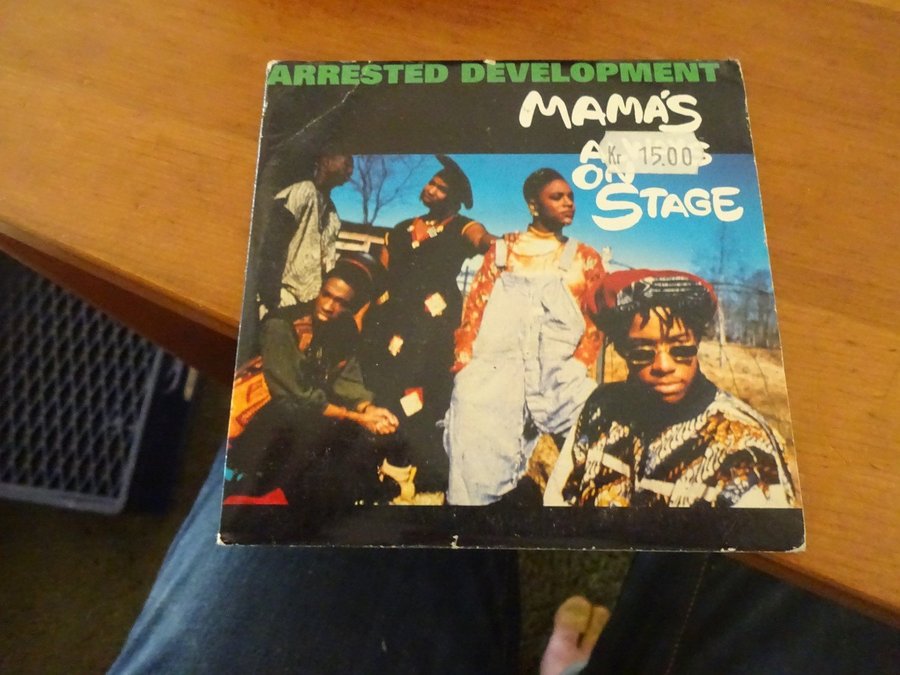 ARRESTED DEVELOPMENT
MAMA'S
Kr 15.00
ON
STAGE